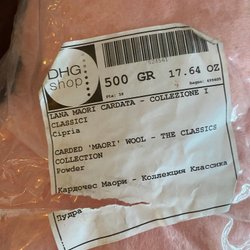 DHG
shop
500 GR 17.64 OZ
LANA MAORI CARDATA - COLLEZIONE I
CLASSICI
Cipria
CARDED 'MAORI' WOOL - THE CLASSICS
COLLECTION
Powder
Кардочес Маори - Коллекция Классика
Пудра